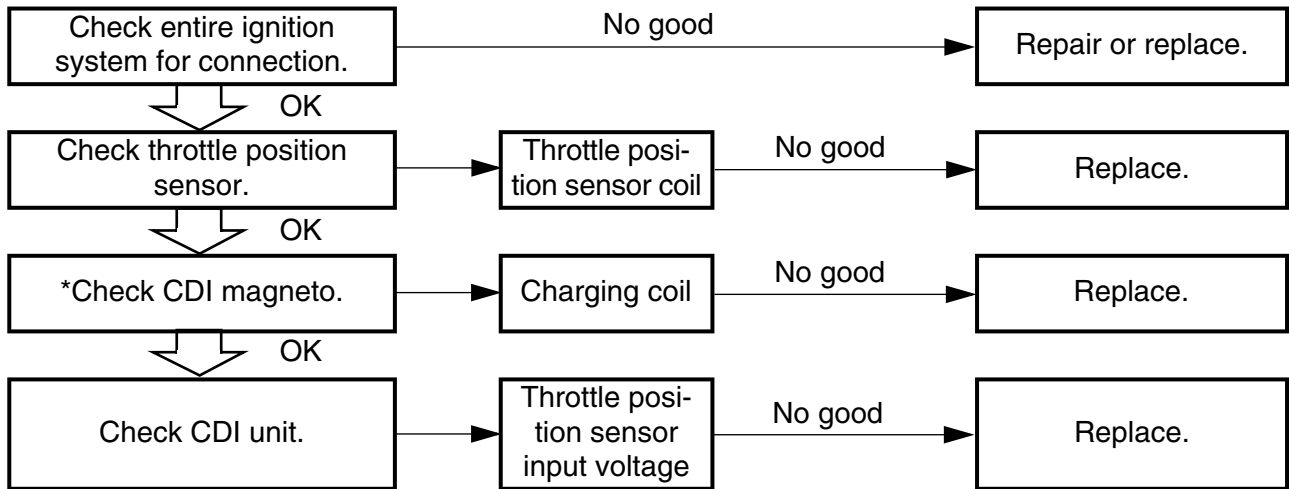 Check entire ignition
system for connection.
No good
Repair or replace.
OK
Check throttle position
sensor.
Throttle posi-
tion sensor coil
No good
Replace.
OK
*Check CDI magneto.
Charging coil
No good
Replace.
OK
Check CDI unit.
Throttle posi-
tion sensor
input voltage
No good
Replace.